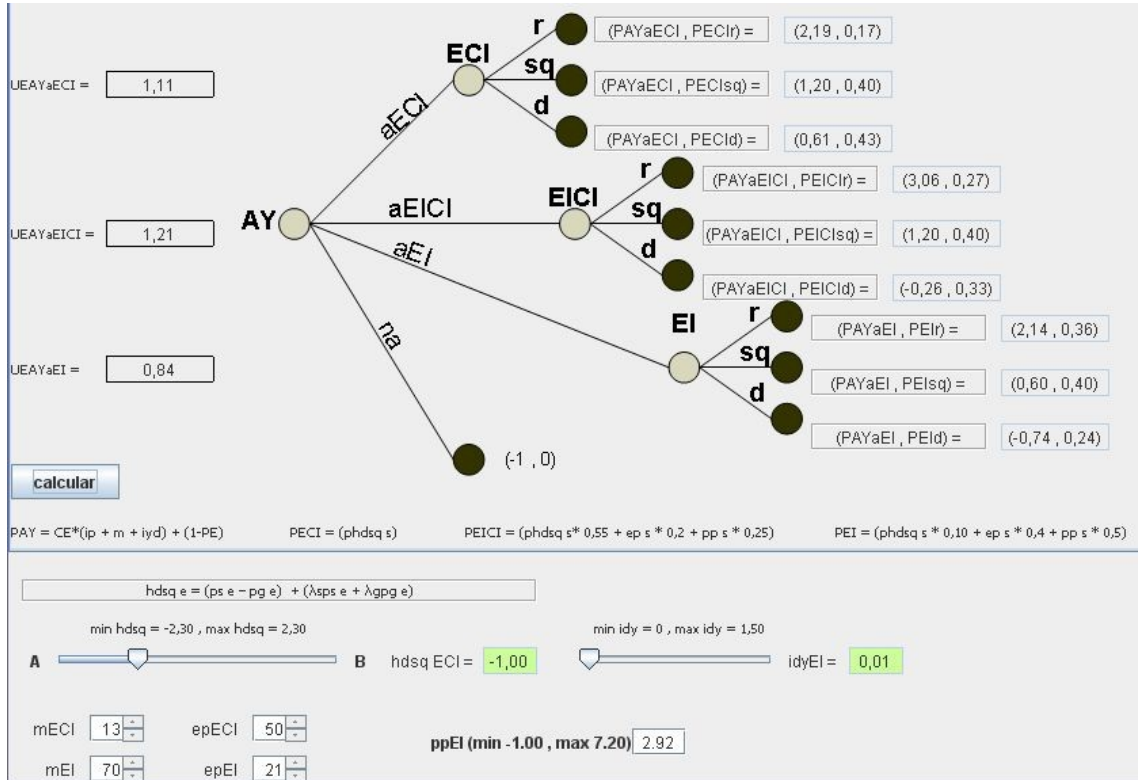 r (PAYaECI , PECIr) = (2,19 , 0,17)
ECI
UEAYaECI = 1,11 sq (PAYaECI , PECIsq) = (1,20 , 0,40)
aECI d (PAYaECI , PECId) = (0,61 , 0,43)
r (PAYaEICI , PEICIr) = (3,06 , 0,27)
UEAYaEICI = 1,21 AY aEICI EICI sq (PAYaEICI , PEICIsq) = (1,20 , 0,40)
aEI d (PAYaEICI , PEICId) = (-0,26 , 0,33)
na EI r (PAYaEI , PEIr) = (2,14 , 0,36)
UEAYaEI = 0,84 sq (PAYaEI , PEIsq) = (0,60 , 0,40)
d (PAYaEI , PEId) = (-0,74 , 0,24)
(-1 , 0)
calcular
PAY = CE*(ip + m + iyd) + (1-PE) PECI = (phdsq s) PEICI = (phdsq s* 0,55 + ep s * 0,2 + pp s * 0,25) PEI = (phdsq s * 0,10 + ep s * 0,4 + pp s * 0,5)
hdsq e = (ps e − pg e) + (λsps e + λgpg e)
min hdsq = -2,30 , max hdsq = 2,30 min idy = 0 , max idy = 1,50
A B hdsq ECI = -1,00 idyEI = 0,01
mECI 13 epECI 50
ppEI (min -1.00 , max 7.20) 2.92
mEI 70 epEI 21